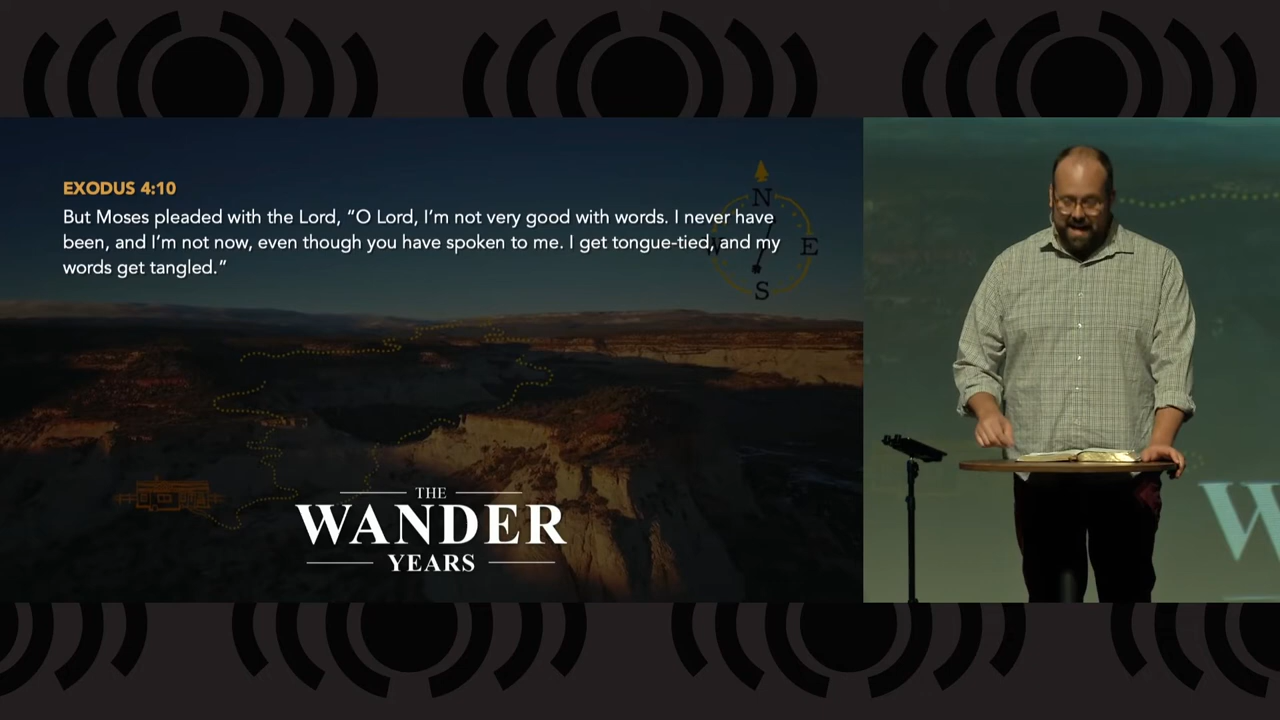 EXODUS 4:10
But Moses pleaded with the Lord, “O Lord, I’m not very good with words. I never have
been, and I’m not now, even though you have spoken to me. I get tongue-tied, and my
words get tangled.”
N
W E
S
THE
WANDER
YEARS
W